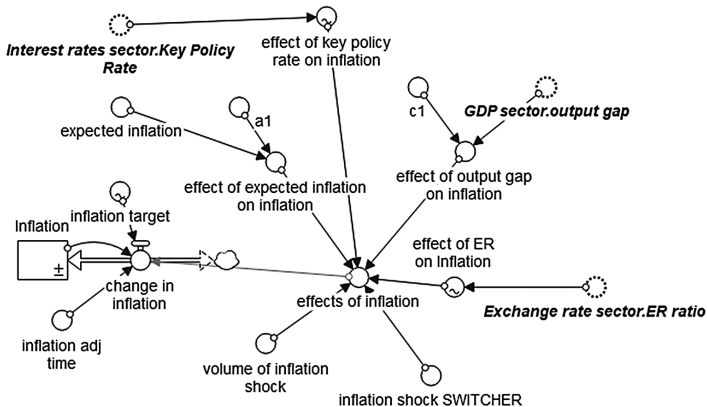 Interest rates sector.Key Policy
Rate
effect of key policy
rate on inflation
expected inflation
a1
c1
GDP sector.output gap
effect of expected inflation
on inflation
effect of output gap
on inflation
inflation target
Inflation
±
change in
inflation
effect of ER
on Inflation
effects of inflation
Exchange rate sector.ER ratio
inflation adj
time
volume of inflation
shock
inflation shock SWITCHER